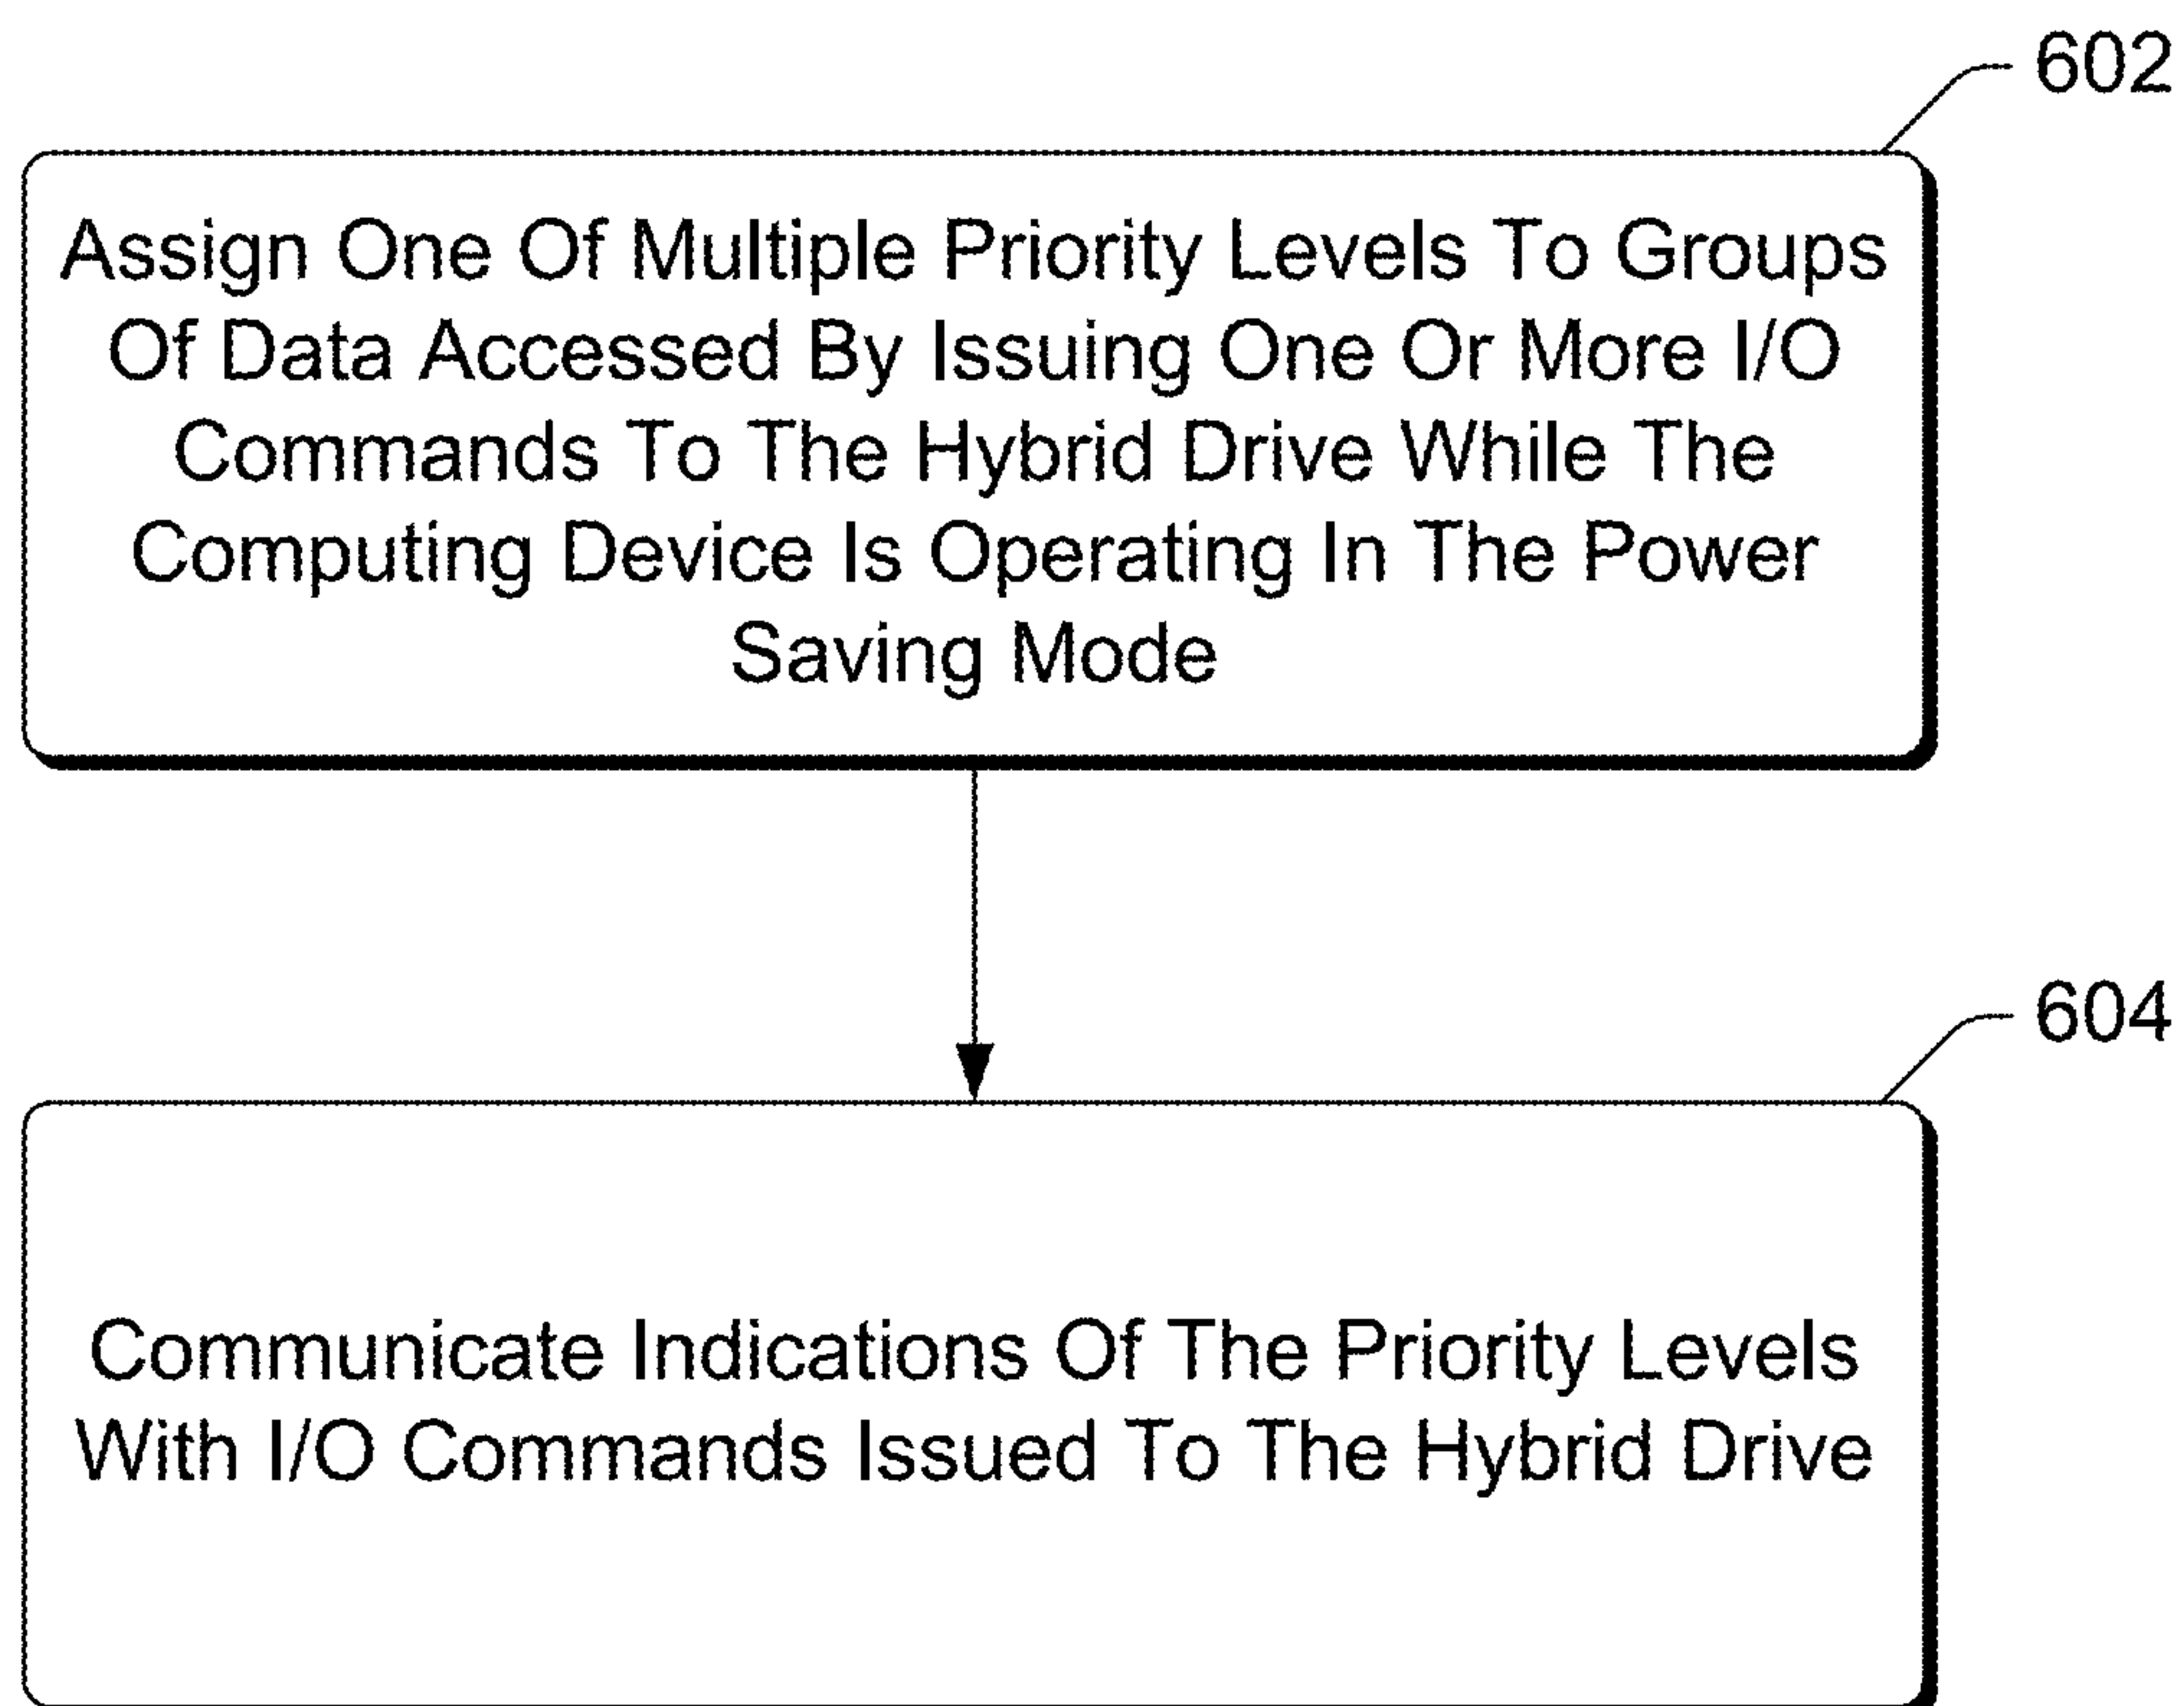 602
Assign One Of Multiple Priority Levels To Groups
Of Data Accessed By Issuing One Or More I/O
Commands To The Hybrid Drive While The
Computing Device Is Operating In The Power
Saving Mode
604
Communicate Indications Of The Priority Levels
With I/O Commands Issued To The Hybrid Drive